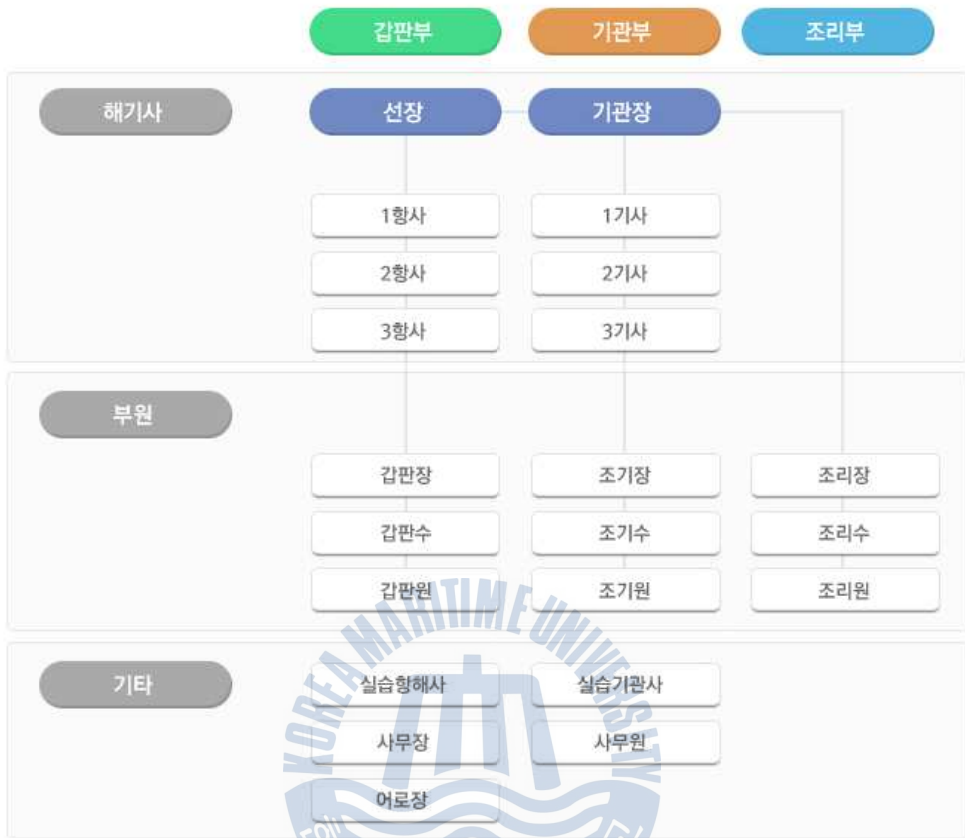 갑판부 기관부 조리부
해기사 선장 기관장
1항사 1기사
2항사 2기사
3항사 3기사
부원
갑판장 조기장 조리장
갑판수 조기수 조리수
갑판원 조기원 조리원
기타 실습항해사 실습기관사
사무장 사무원
어로장
KOREA MARITIME UNIVERSITY